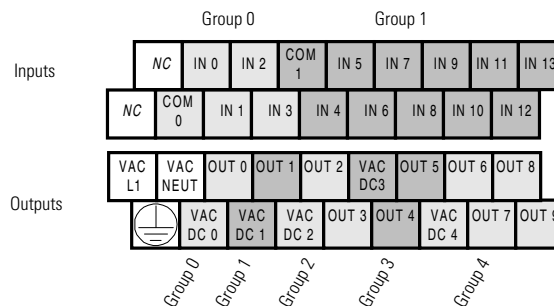 Group 0 Group 1
Inputs
NC IN 0 IN 2 COM 1 IN 5 IN 7 IN 9 IN 11 IN 13
NC COM 0 IN 1 IN 3 IN 4 IN 6 IN 8 IN 10 IN 12
Outputs
VAC L1 VAC NEUT OUT 0 OUT 1 OUT 2 VAC DC3 OUT 5 OUT 6 OUT 8
VAC DC 0 VAC DC 1 VAC DC 2 OUT 3 OUT 4 VAC DC 4 OUT 7 OUT 9
Group 0 Group 1 Group 2 Group 3 Group 4